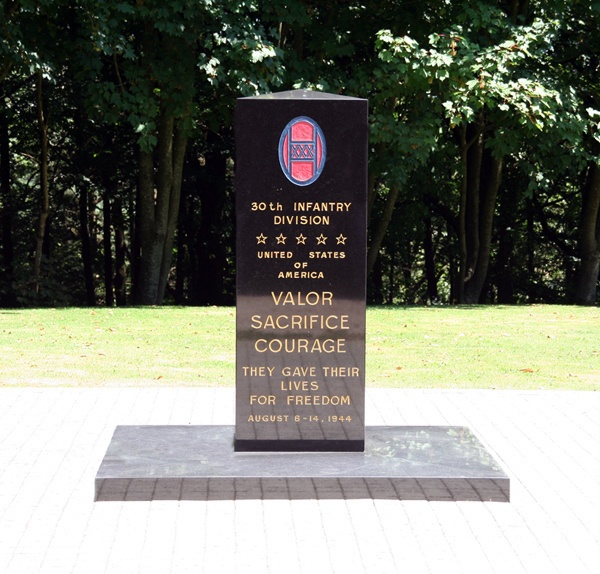 XXX
30th INFANTRY
DIVISION
☆ ☆ ☆ ☆ ☆
UNITED STATES
OF
AMERICA
VALOR
SACRIFICE
COURAGE
THEY GAVE THEIR
LIVES
FOR FREEDOM
AUGUST 6-14, 1944